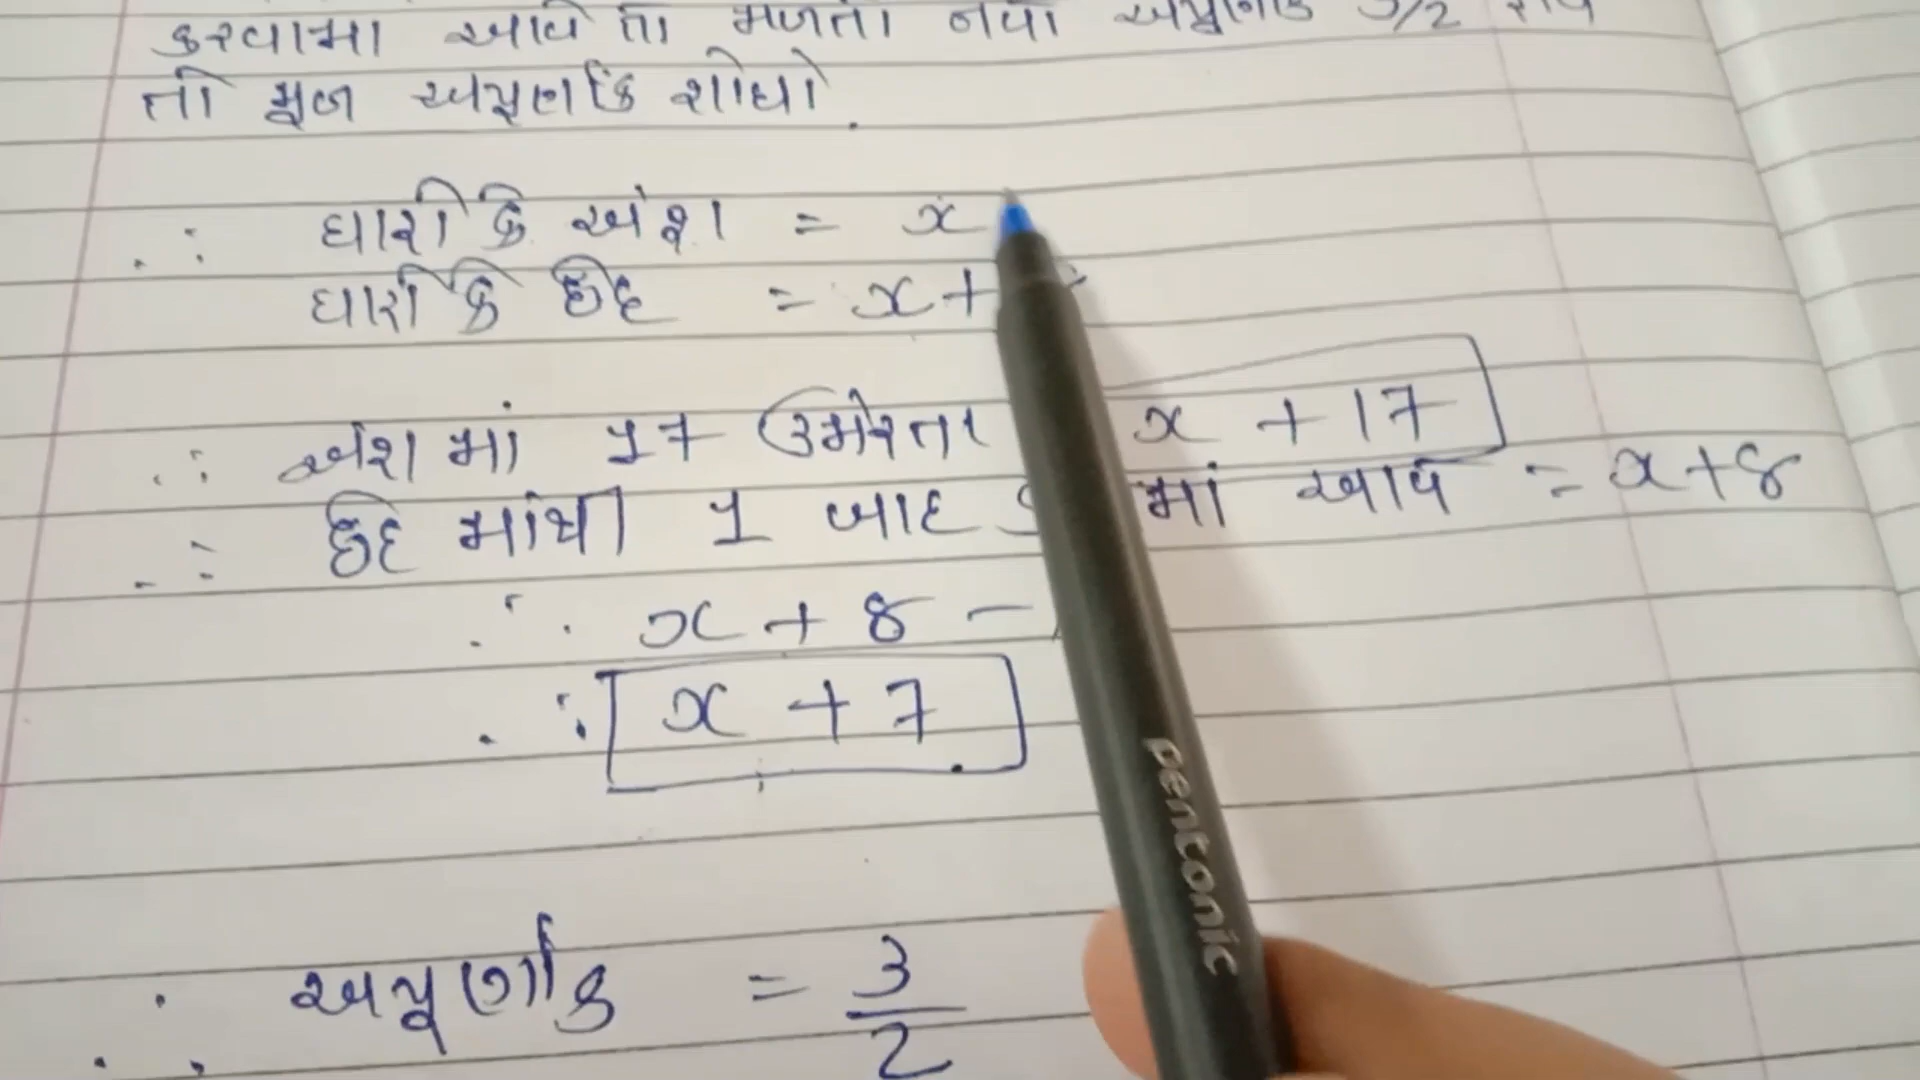 કરવામાં આવે તો મળતો નવો અપૂર્ણાંક 3/2
તો મૂળ અપૂર્ણાંક શોધો.
∴ ધારો કે અંશ = x
ધારો કે છેદ = x +
∴ અંશ માં 17 ઉમેરતા x + 17
∴ છેદ માંથી 1 બાદ માં આવે = x+8
∴ x + 8 –
∴ x + 7
∴ અપૂર્ણાંક = 3/2
pentonic